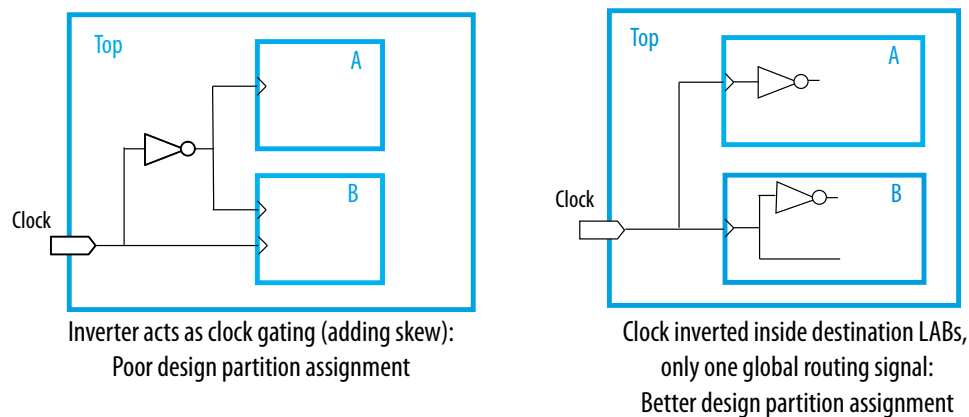 Top
A
B
Clock
Inverter acts as clock gating (adding skew):
Poor design partition assignment
Top
A
B
Clock
Clock inverted inside destination LABs,
only one global routing signal:
Better design partition assignment